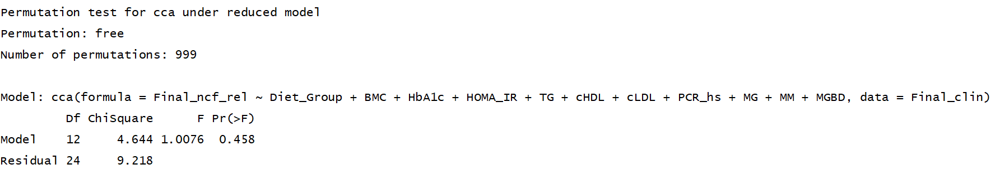 Permutation test for cca under reduced model
Permutation: free
Number of permutations: 999
Model: cca(formula = Final_ncf_rel ~ Diet_Group + BMC + HbA1c + HOMA_IR + TG + cHDL + cLDL + PCR_hs + MG + MM + MGBD, data = Final_clin)
Df ChiSquare F Pr(>F)
Model 12 4.644 1.0076 0.458
Residual 24 9.218